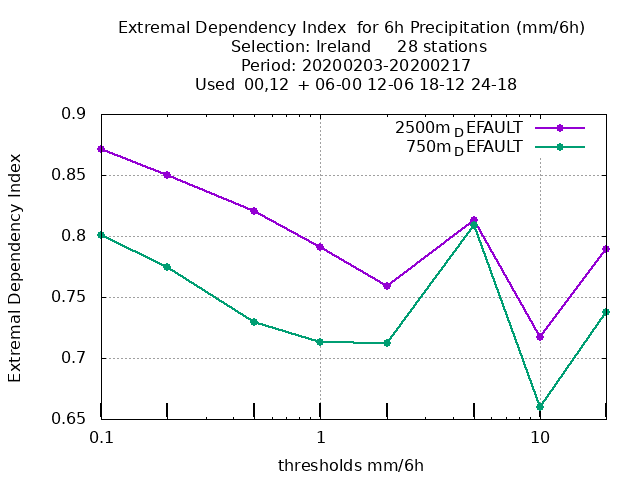 Extremal Dependency Index  for 6h Precipitation (mm/6h)
Selection: Ireland     28 stations
Period: 20200203-20200217
Used  00,12  + 06-00 12-06 18-12 24-18
2500m_DEFAULT
750m_DEFAULT
Extremal Dependency Index
0.9
0.85
0.8
0.75
0.7
0.65
0.1
1
10
thresholds mm/6h